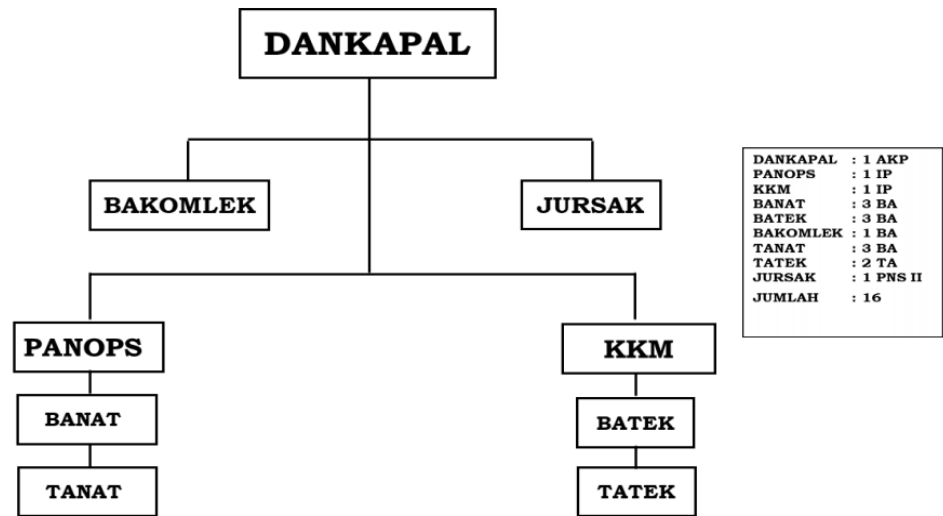 DANKAPAL
BAKOMLEK
JURSAK
PANOPS
KKM
BANAT
BATEK
TANAT
TATEK
DANKAPAL : 1 AKP
PANOPS : 1 IP
KKM : 1 IP
BANAT : 3 BA
BATEK : 3 BA
BAKOMLEK : 1 BA
TANAT : 3 BA
TATEK : 2 TA
JURSAK : 1 PNS II
JUMLAH : 16